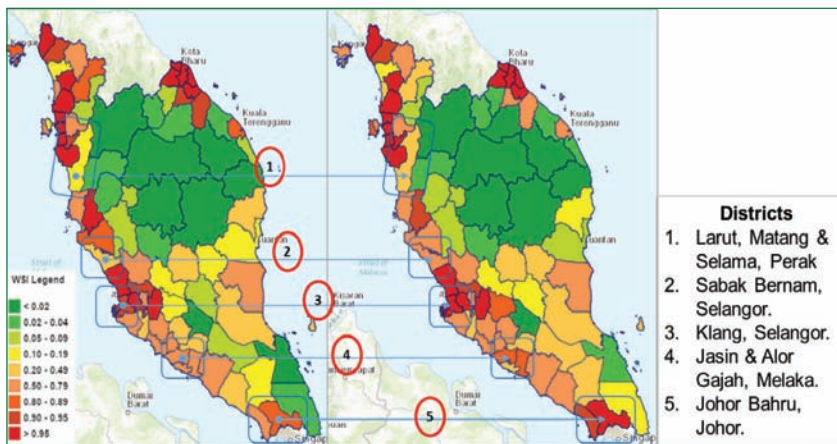 Kota
Bharu
Kuala
Terengganu
Kuantan
WSI Legend
< 0.02
0.02 - 0.04
0.05 - 0.09
0.10 - 0.19
0.20 - 0.49
0.50 - 0.79
0.80 - 0.89
0.90 - 0.95
> 0.95
Dumai
Barat
1
2
3
4
5
Kota
Bharu
Kuala
Terengganu
Kuantan
Kisaran
Barat
Dumai
Barat
Singap
Districts
1. Larut, Matang &
Selama, Perak
2. Sabak Bernam,
Selangor.
3. Klang, Selangor.
4. Jasin & Alor
Gajah, Melaka.
5. Johor Bahru,
Johor.